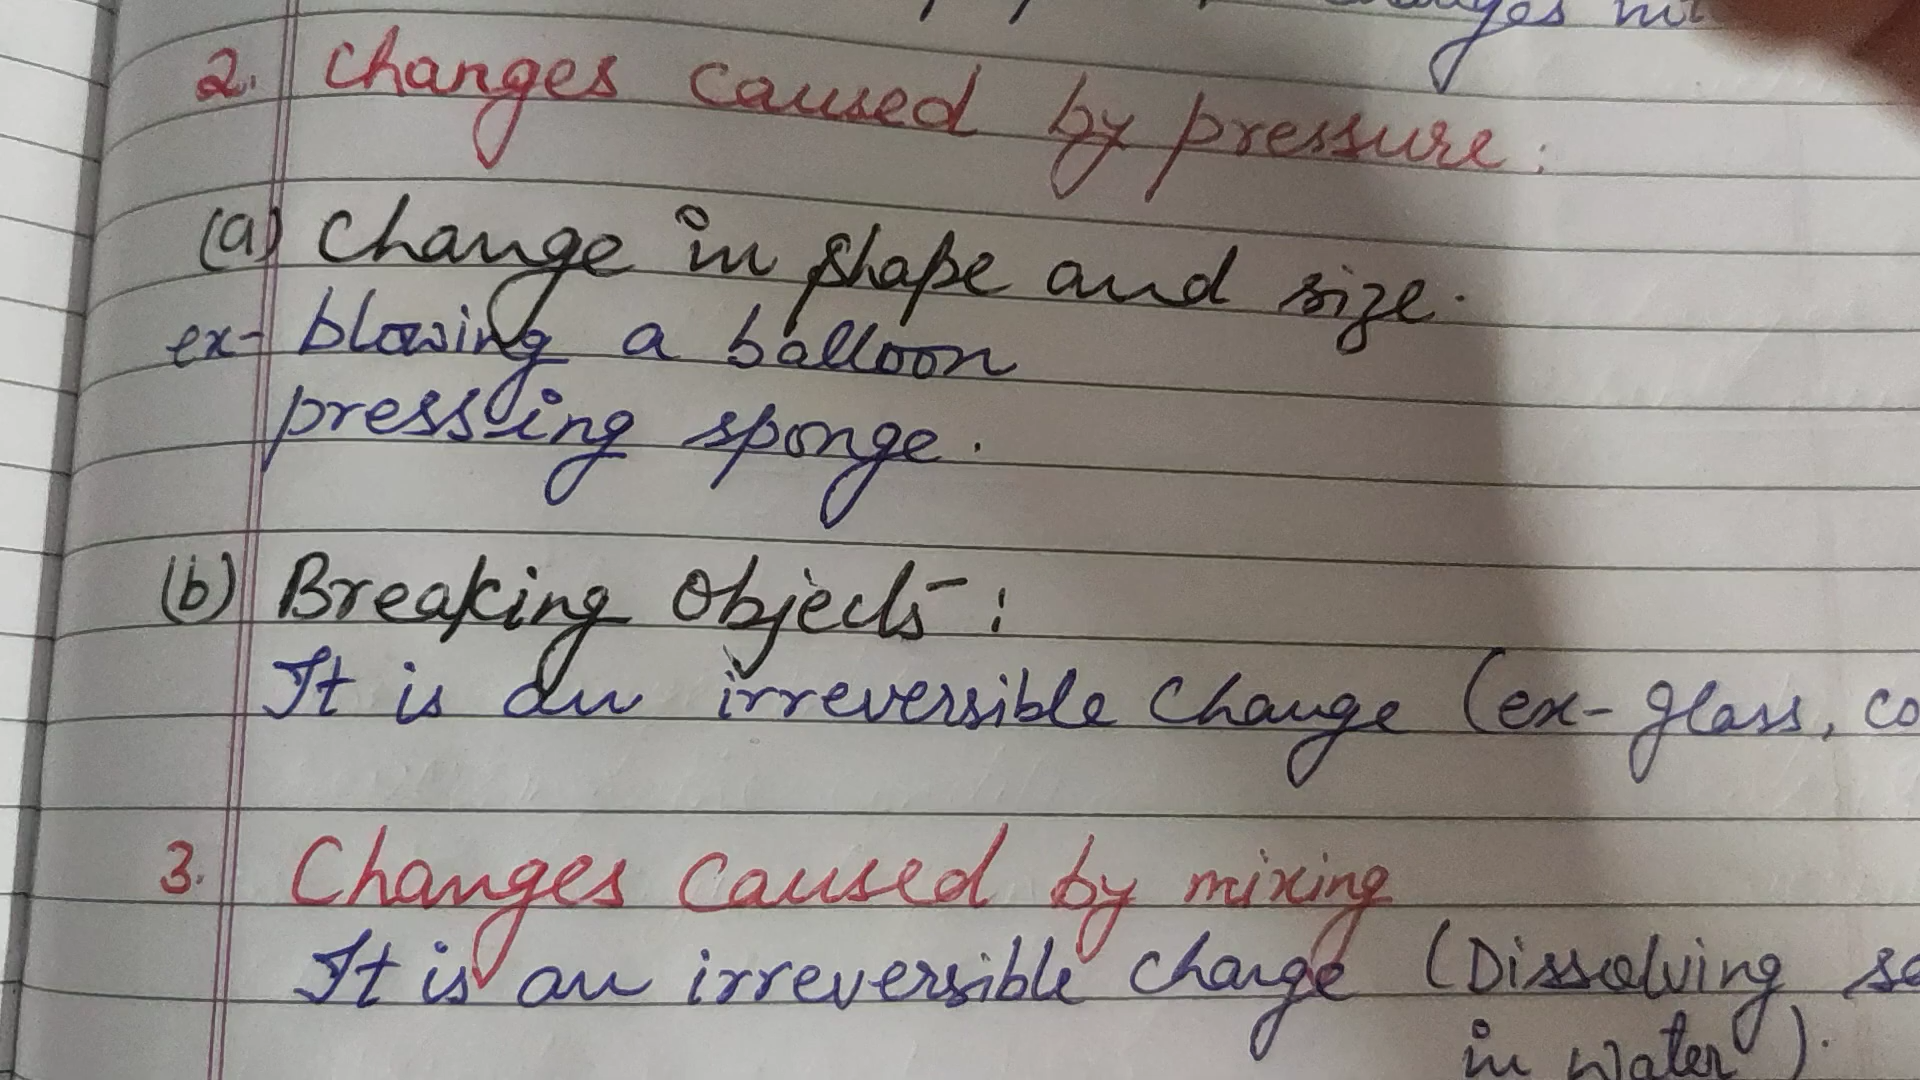 2. Changes caused by pressure:
(a) Change in shape and size.
ex- blowing a balloon
pressing sponge.
(b) Breaking Objects :
It is an irreversible change (ex- glass,
3. Changes caused by mixing
It is an irreversible change (Dissolving
in water).